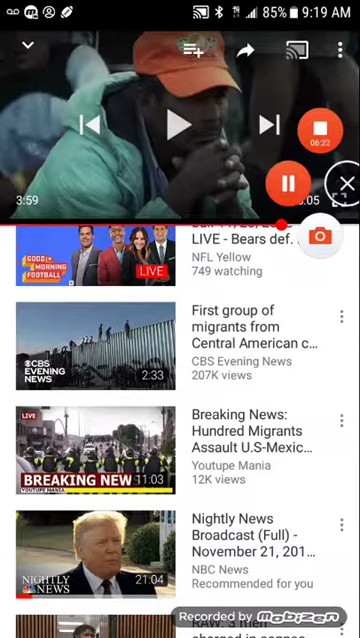 85% 9:19 AM
06:22
3:59
LIVE - Bears def. .
NFL Yellow
749 watching
GOOD
MORNING
FOOTBALL
LIVE
First group of
migrants from
Central American c...
CBS Evening News
207K views
CBS
EVENING
NEWS
2:33
Breaking News:
Hundred Migrants
Assault U.S-Mexic...
Youtupe Mania
12K views
LIVE
BREAKING NEW
YOUTUPE MANIA
11:03
Nightly News
Broadcast (Full) -
November 21, 201...
NBC News
Recommended for you
NIGHTLY
NEWS
21:04
Recorded by Mobizen